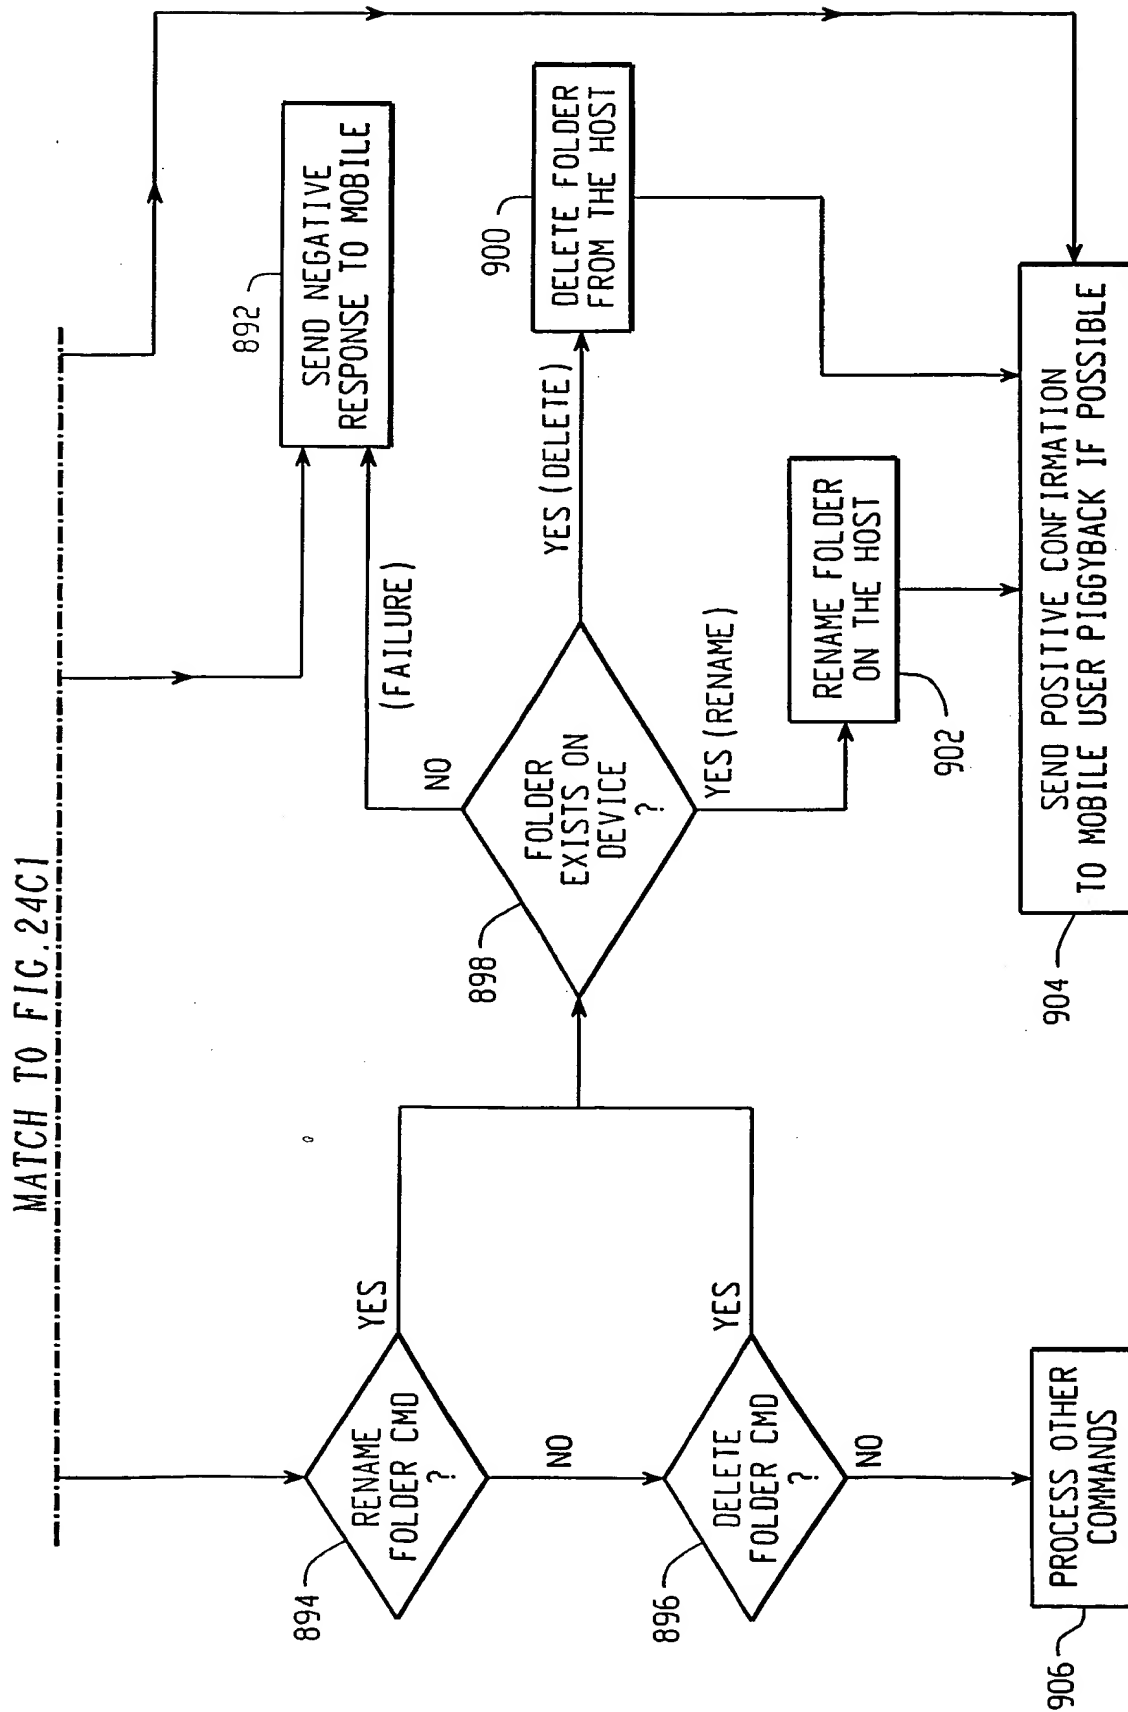 MATCH TO FIG.24C1
892
SEND NEGATIVE
RESPONSE TO MOBILE
894
RENAME
FOLDER CMD
?
YES
NO
896
DELETE
FOLDER CMD
?
YES
NO
906
PROCESS OTHER
COMMANDS
898
FOLDER
EXISTS ON
DEVICE
?
NO
(FAILURE)
YES (DELETE)
YES (RENAME)
900
DELETE FOLDER
FROM THE HOST
902
RENAME FOLDER
ON THE HOST
904
SEND POSITIVE CONFIRMATION
TO MOBILE USER PIGGYBACK IF POSSIBLE